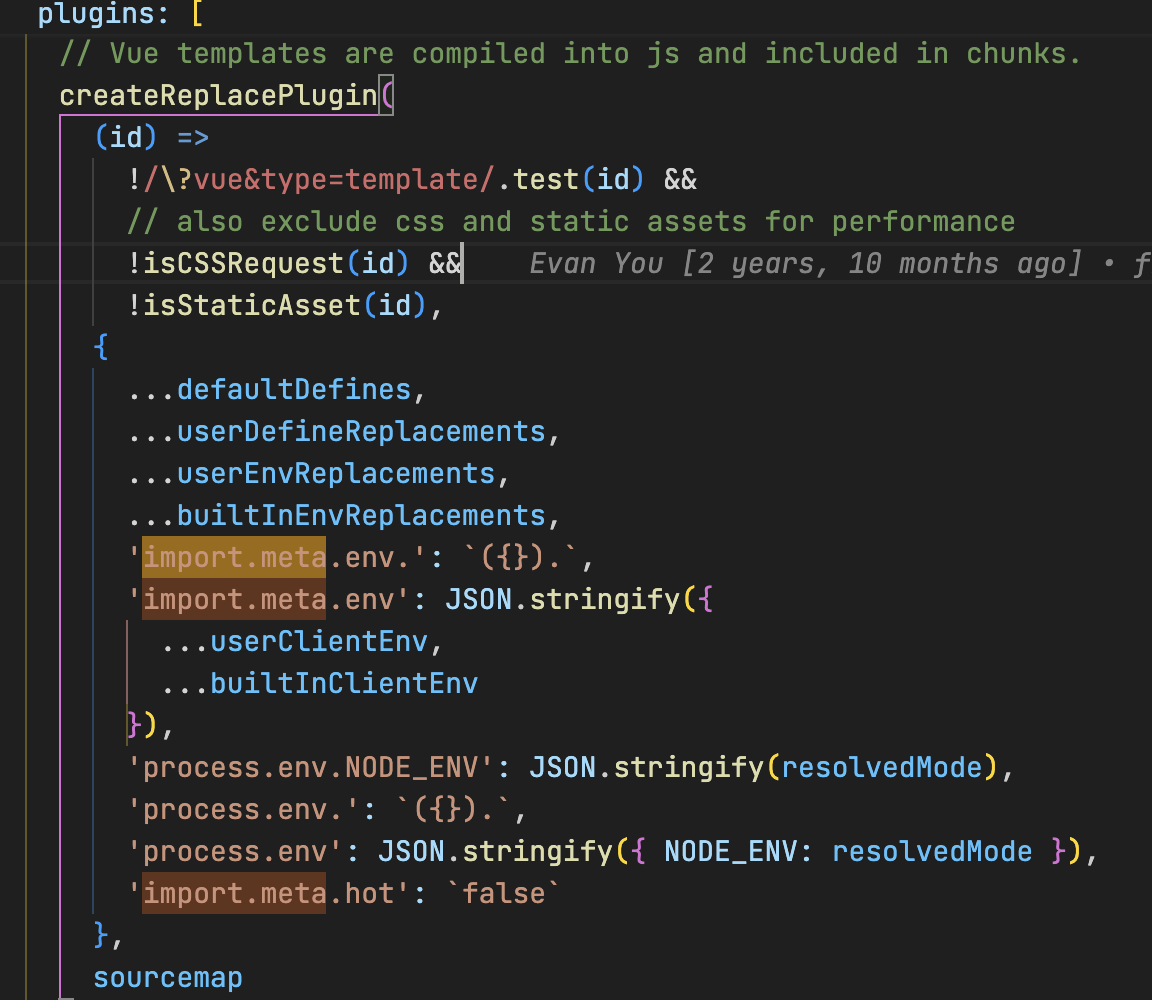 plugins: [
// Vue templates are compiled into js and included in chunks.
createReplacePlugin(
(id) =>
!/\?vue&type=template/.test(id) &&
// also exclude css and static assets for performance
!isCSSRequest(id) && Evan You [2 years, 10 months ago] • f
!isStaticAsset(id),
{
...defaultDefines,
...userDefineReplacements,
...userEnvReplacements,
...builtInEnvReplacements,
'import.meta.env.': `({}).`,
'import.meta.env': JSON.stringify({
...userClientEnv,
...builtInClientEnv
}),
'process.env.NODE_ENV': JSON.stringify(resolvedMode),
'process.env.': `({}).`,
'process.env': JSON.stringify({ NODE_ENV: resolvedMode }),
'import.meta.hot': `false`
},
sourcemap